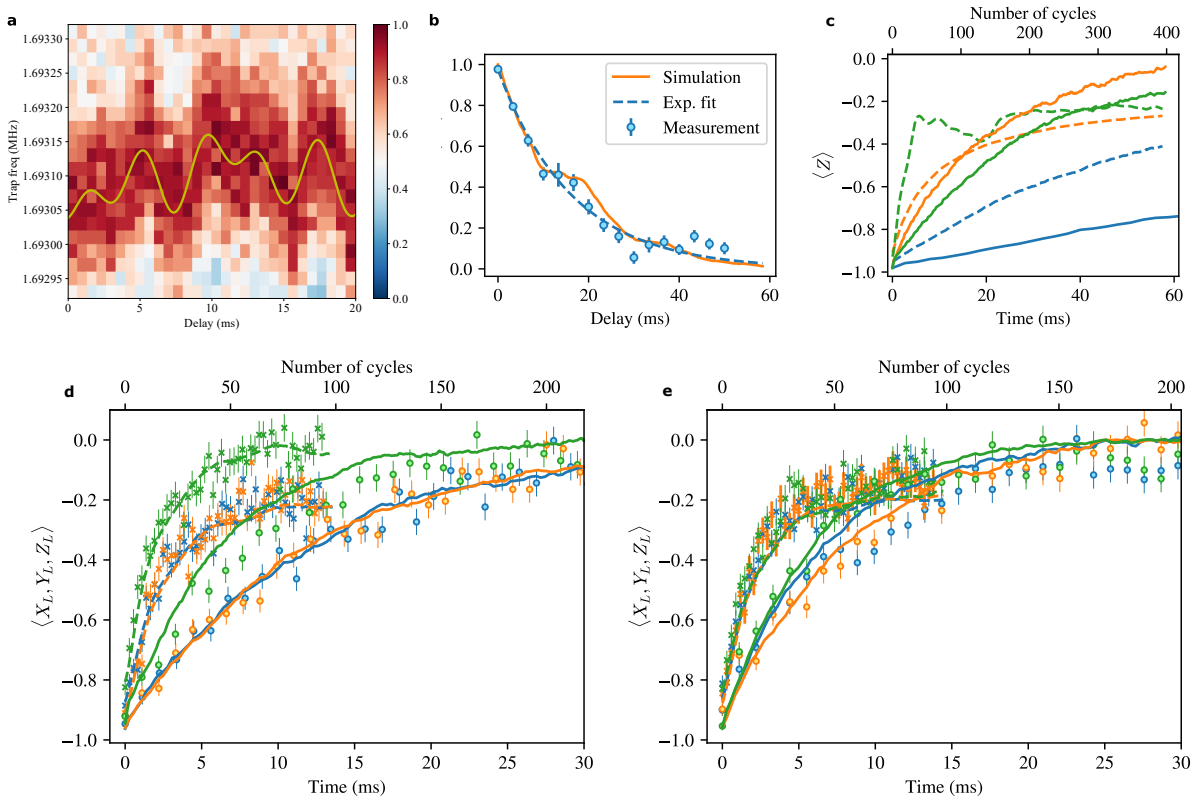 a
Trap freq (MHz)
1.69330
1.69325
1.69320
1.69315
1.69310
1.69305
1.69300
1.69295
0 5 10 15 20
Delay (ms)
1.0
0.8
0.6
0.4
0.2
0.0
b
1.0
0.8
0.6
0.4
0.2
0.0
0 20 40 60
Delay (ms)
Simulation
Exp. fit
Measurement
c
Number of cycles
0 100 200 300 400
⟨Z⟩
0.0
−0.2
−0.4
−0.6
−0.8
−1.0
0 20 40 60
Time (ms)
d
Number of cycles
0 50 100 150 200
⟨X_L, Y_L, Z_L⟩
0.0
−0.2
−0.4
−0.6
−0.8
−1.0
0 5 10 15 20 25 30
Time (ms)
e
Number of cycles
0 50 100 150 200
⟨X_L, Y_L, Z_L⟩
0.0
−0.2
−0.4
−0.6
−0.8
−1.0
0 5 10 15 20 25 30
Time (ms)